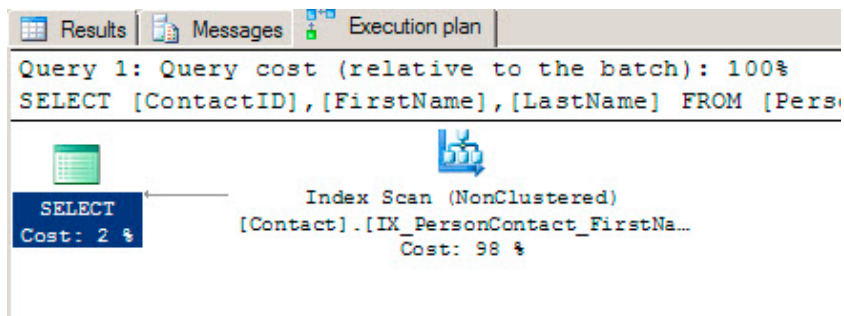 Results Messages Execution plan
Query 1: Query cost (relative to the batch): 100%
SELECT [ContactID],[FirstName],[LastName] FROM [Perso
Index Scan (NonClustered)
[Contact].[IX_PersonContact_FirstNa…
Cost: 98 %
SELECT
Cost: 2 %